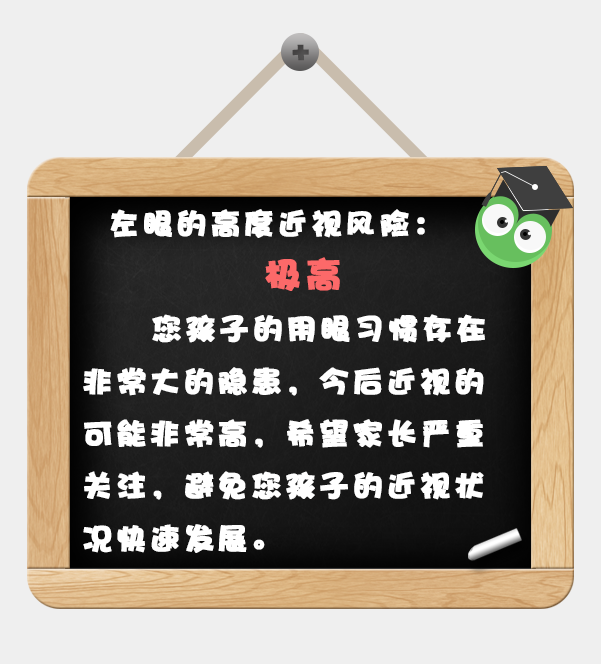 左眼的高度近视风险：
极高
您孩子的用眼习惯存在
非常大的隐患，今后近视的
可能非常高，希望家长严重
关注，避免您孩子的近视状
况快速发展。